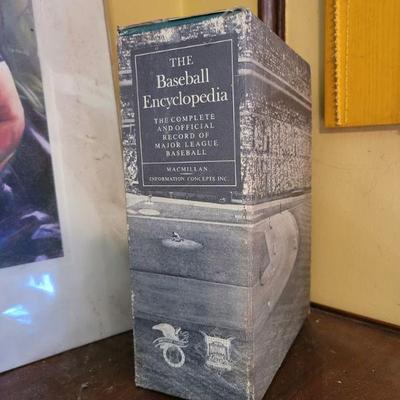 THE
Baseball
Encyclopedia
THE COMPLETE
AND OFFICIAL
RECORD OF
MAJOR LEAGUE
BASEBALL
MACMILLAN
INFORMATION CONCEPTS INC.